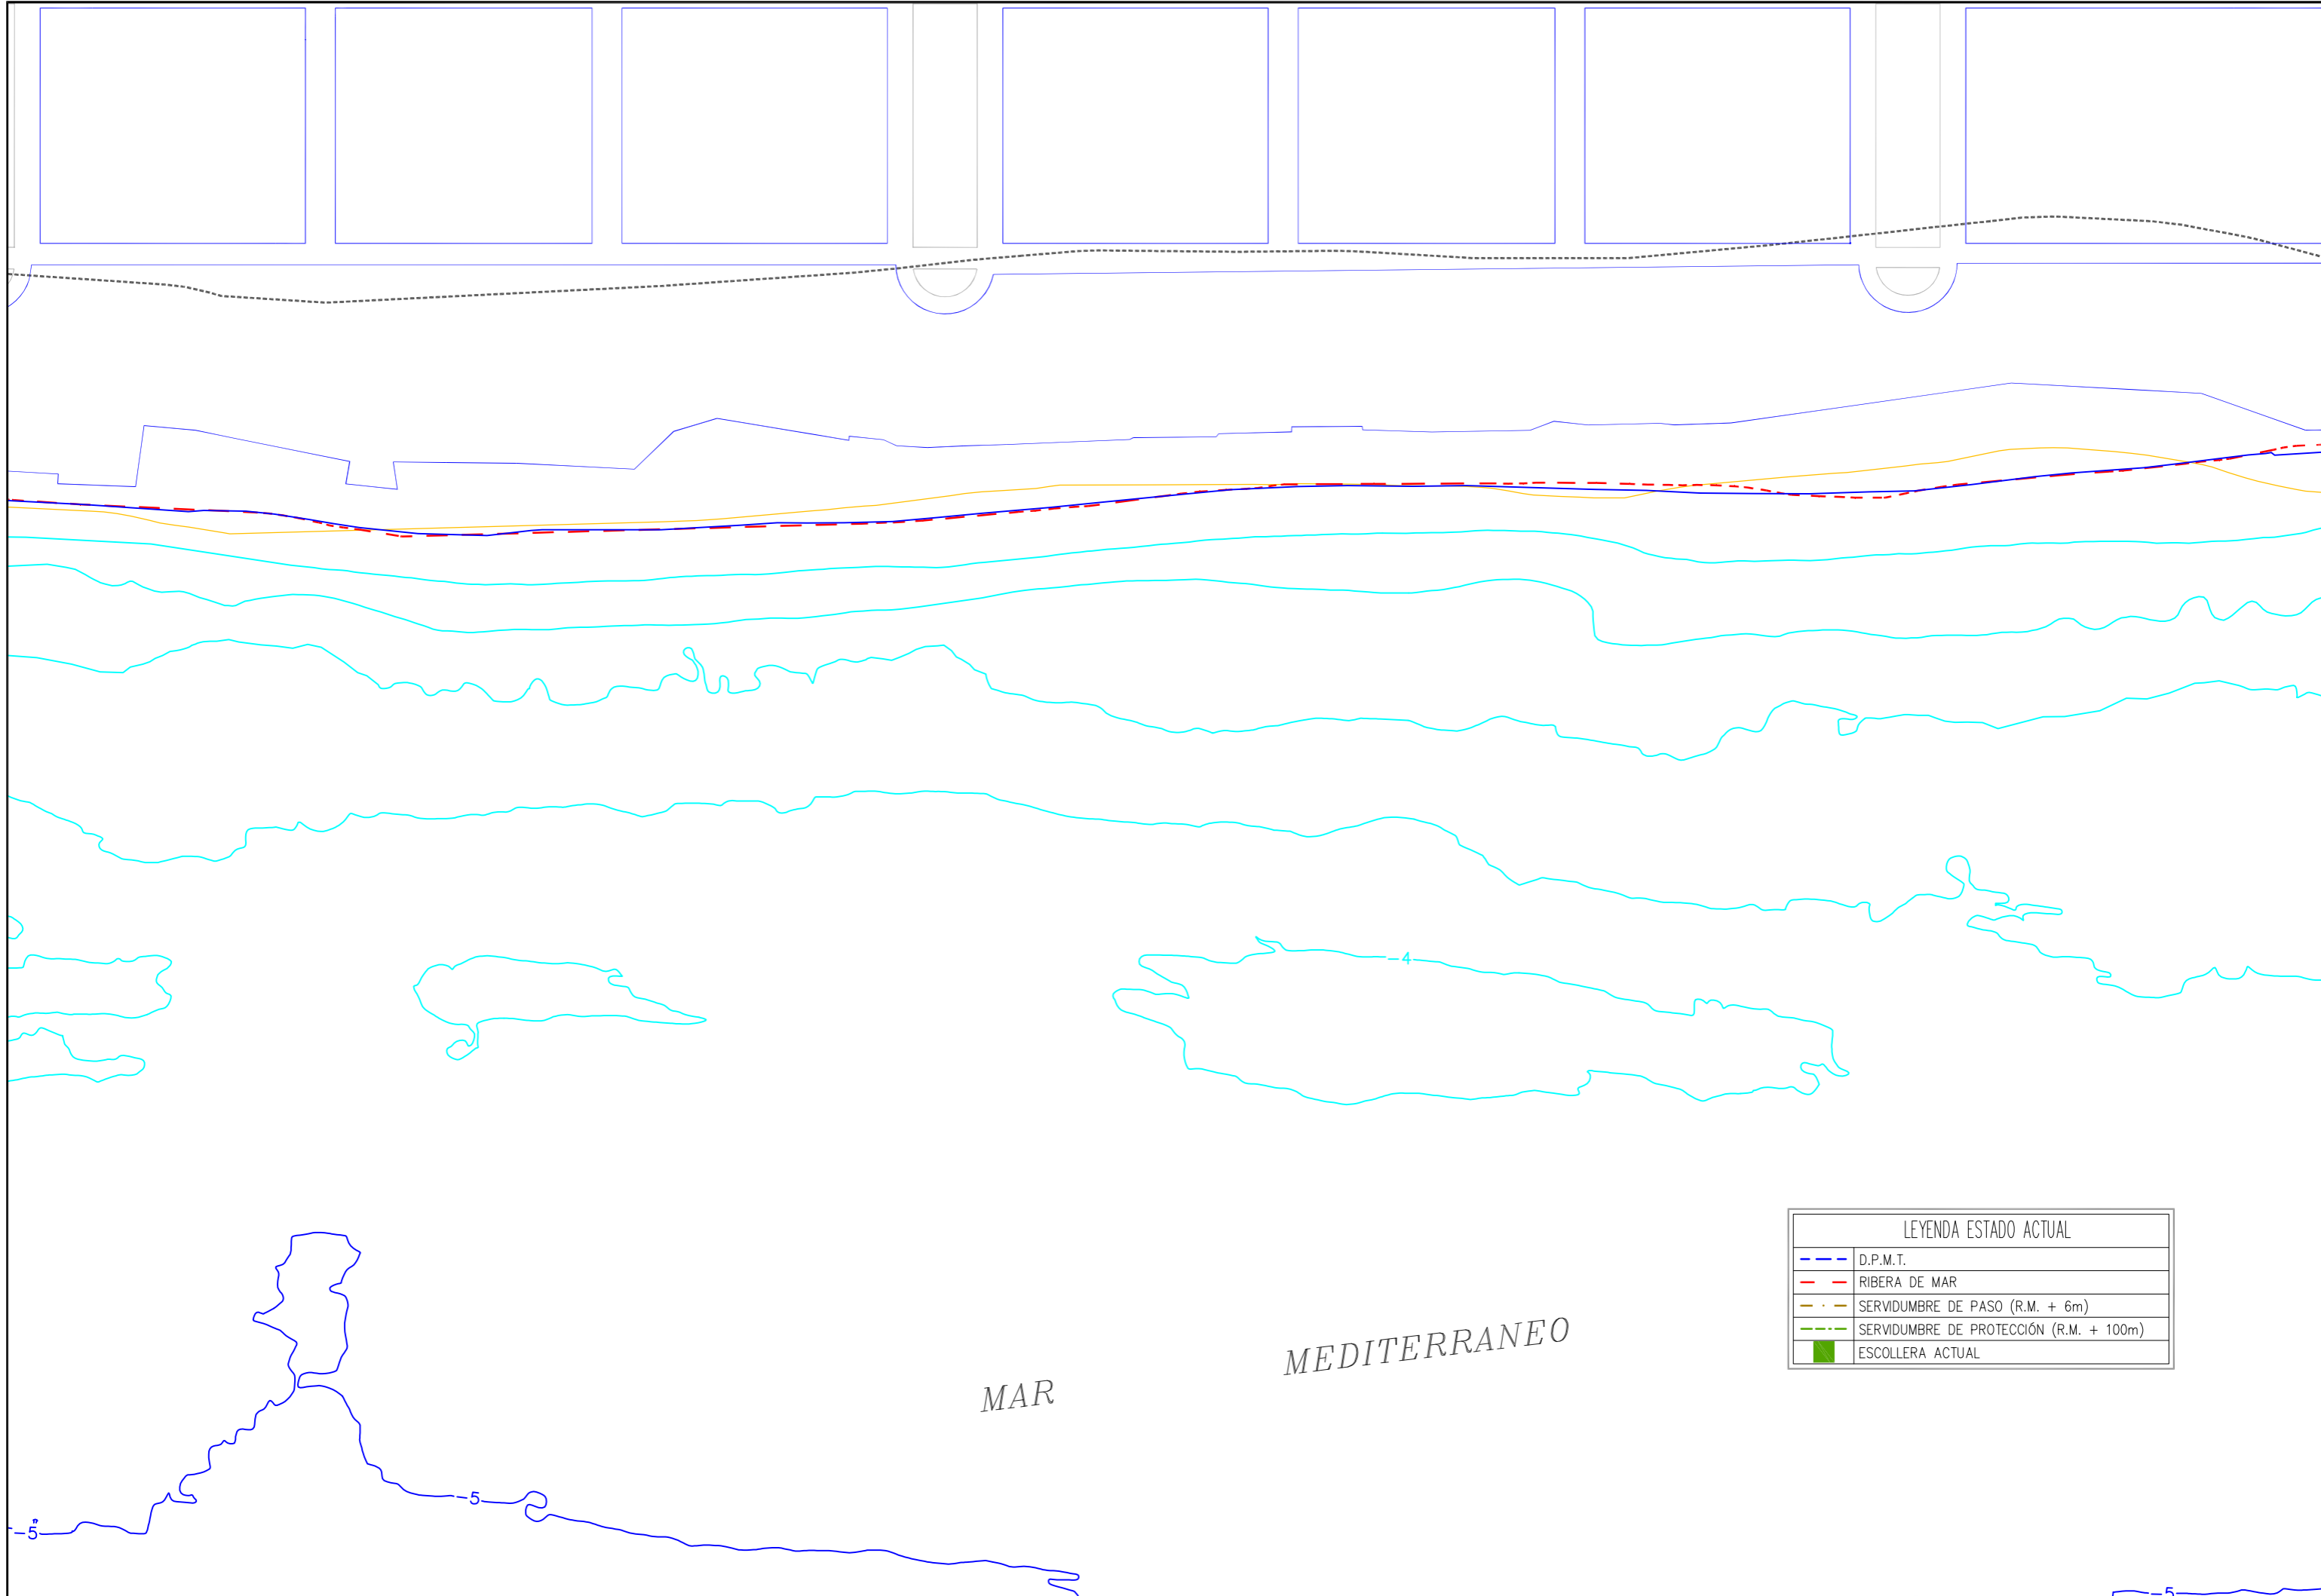 -4
LEYENDA ESTADO ACTUAL
D.P.M.T.
RIBERA DE MAR
SERVIDUMBRE DE PASO (R.M. + 6m)
SERVIDUMBRE DE PROTECCIÓN (R.M. + 100m)
ESCOLLERA ACTUAL
MAR MEDITERRANEO
-5
-5
-5